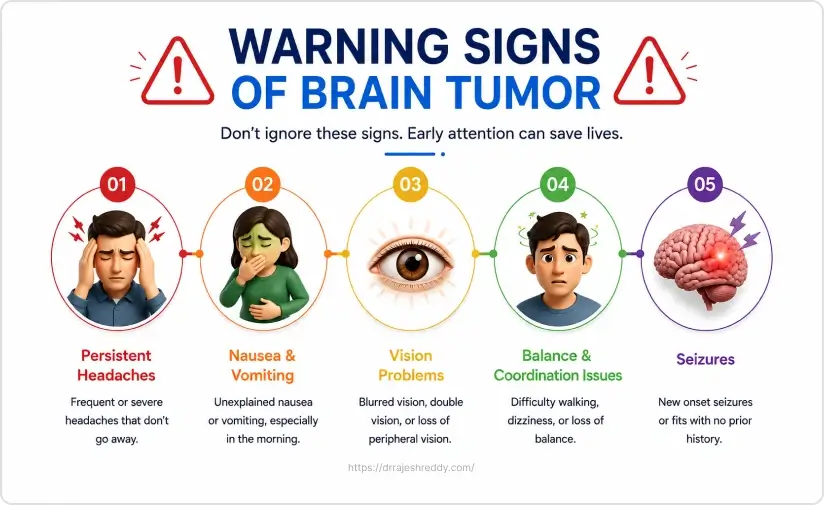 WARNING SIGNS
OF BRAIN TUMOR
Don't ignore these signs. Early attention can save lives.
01
02
03
04
05
Persistent
Headaches
Frequent or severe
headaches that don't
go away.
Nausea &
Vomiting
Unexplained nausea
or vomiting, especially
in the morning.
Vision
Problems
Blurred vision, double
vision, or loss of
peripheral vision.
Balance &
Coordination Issues
Difficulty walking,
dizziness, or loss of
balance.
Seizures
New onset seizures
or fits with no prior
history.
https://drrajeshreddy.com/